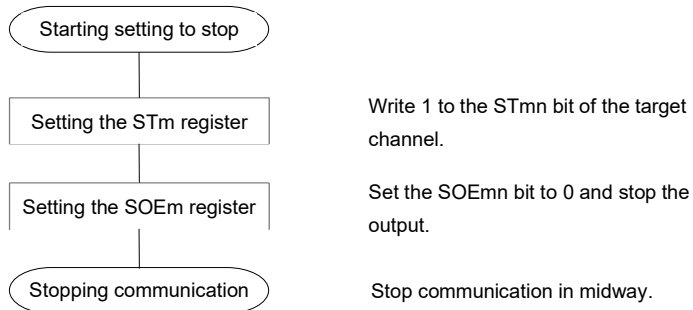 Starting setting to stop
Setting the STm register
Write 1 to the STmn bit of the target
channel.
Setting the SOEm register
Set the SOEmn bit to 0 and stop the
output.
Stopping communication
Stop communication in midway.